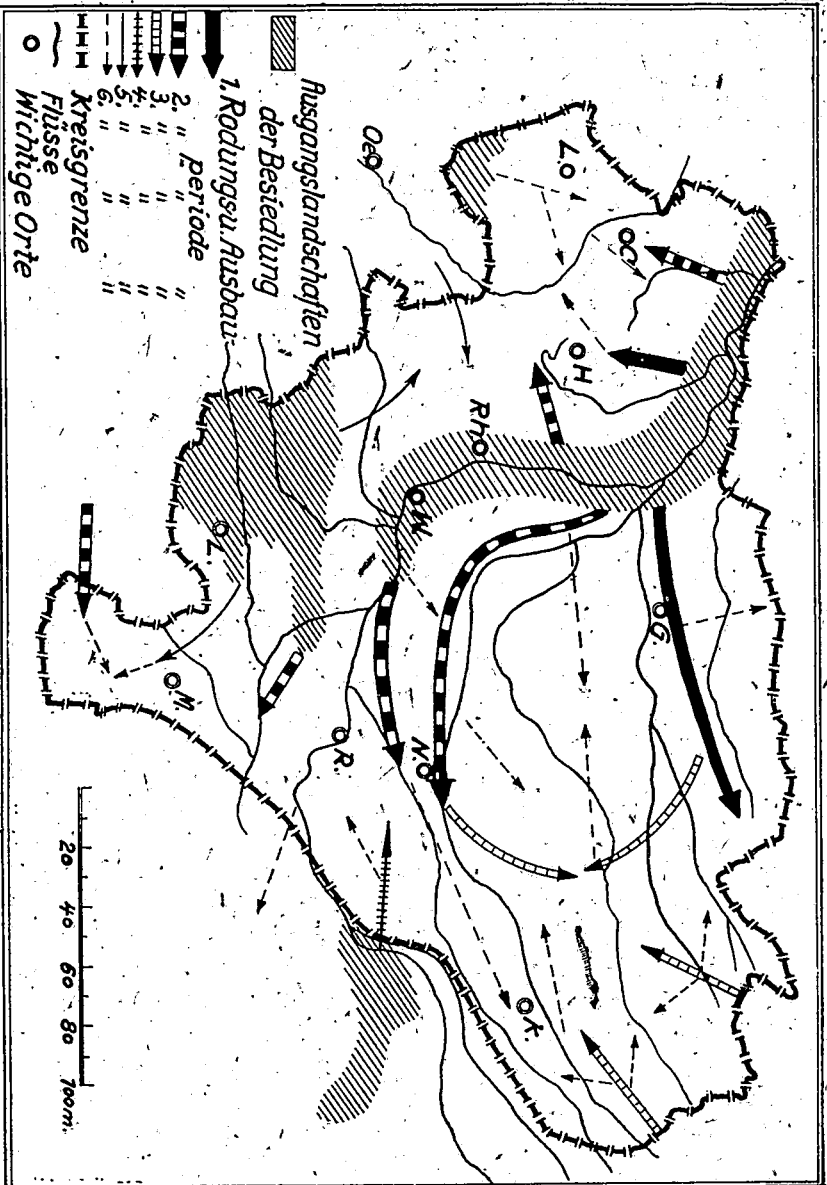 Ausgangslandschaften
der Besiedlung
1. Rodungs u. Ausbau-
2. " periode "
3. " " "
4. " " "
5. " " "
6. " " "
Kreisgrenze
Flüsse
Wichtige Orte
Oe
L.
C
H
Rh.
W.
G.
L.
N.
R.
K.
20 40 60 80 100m.